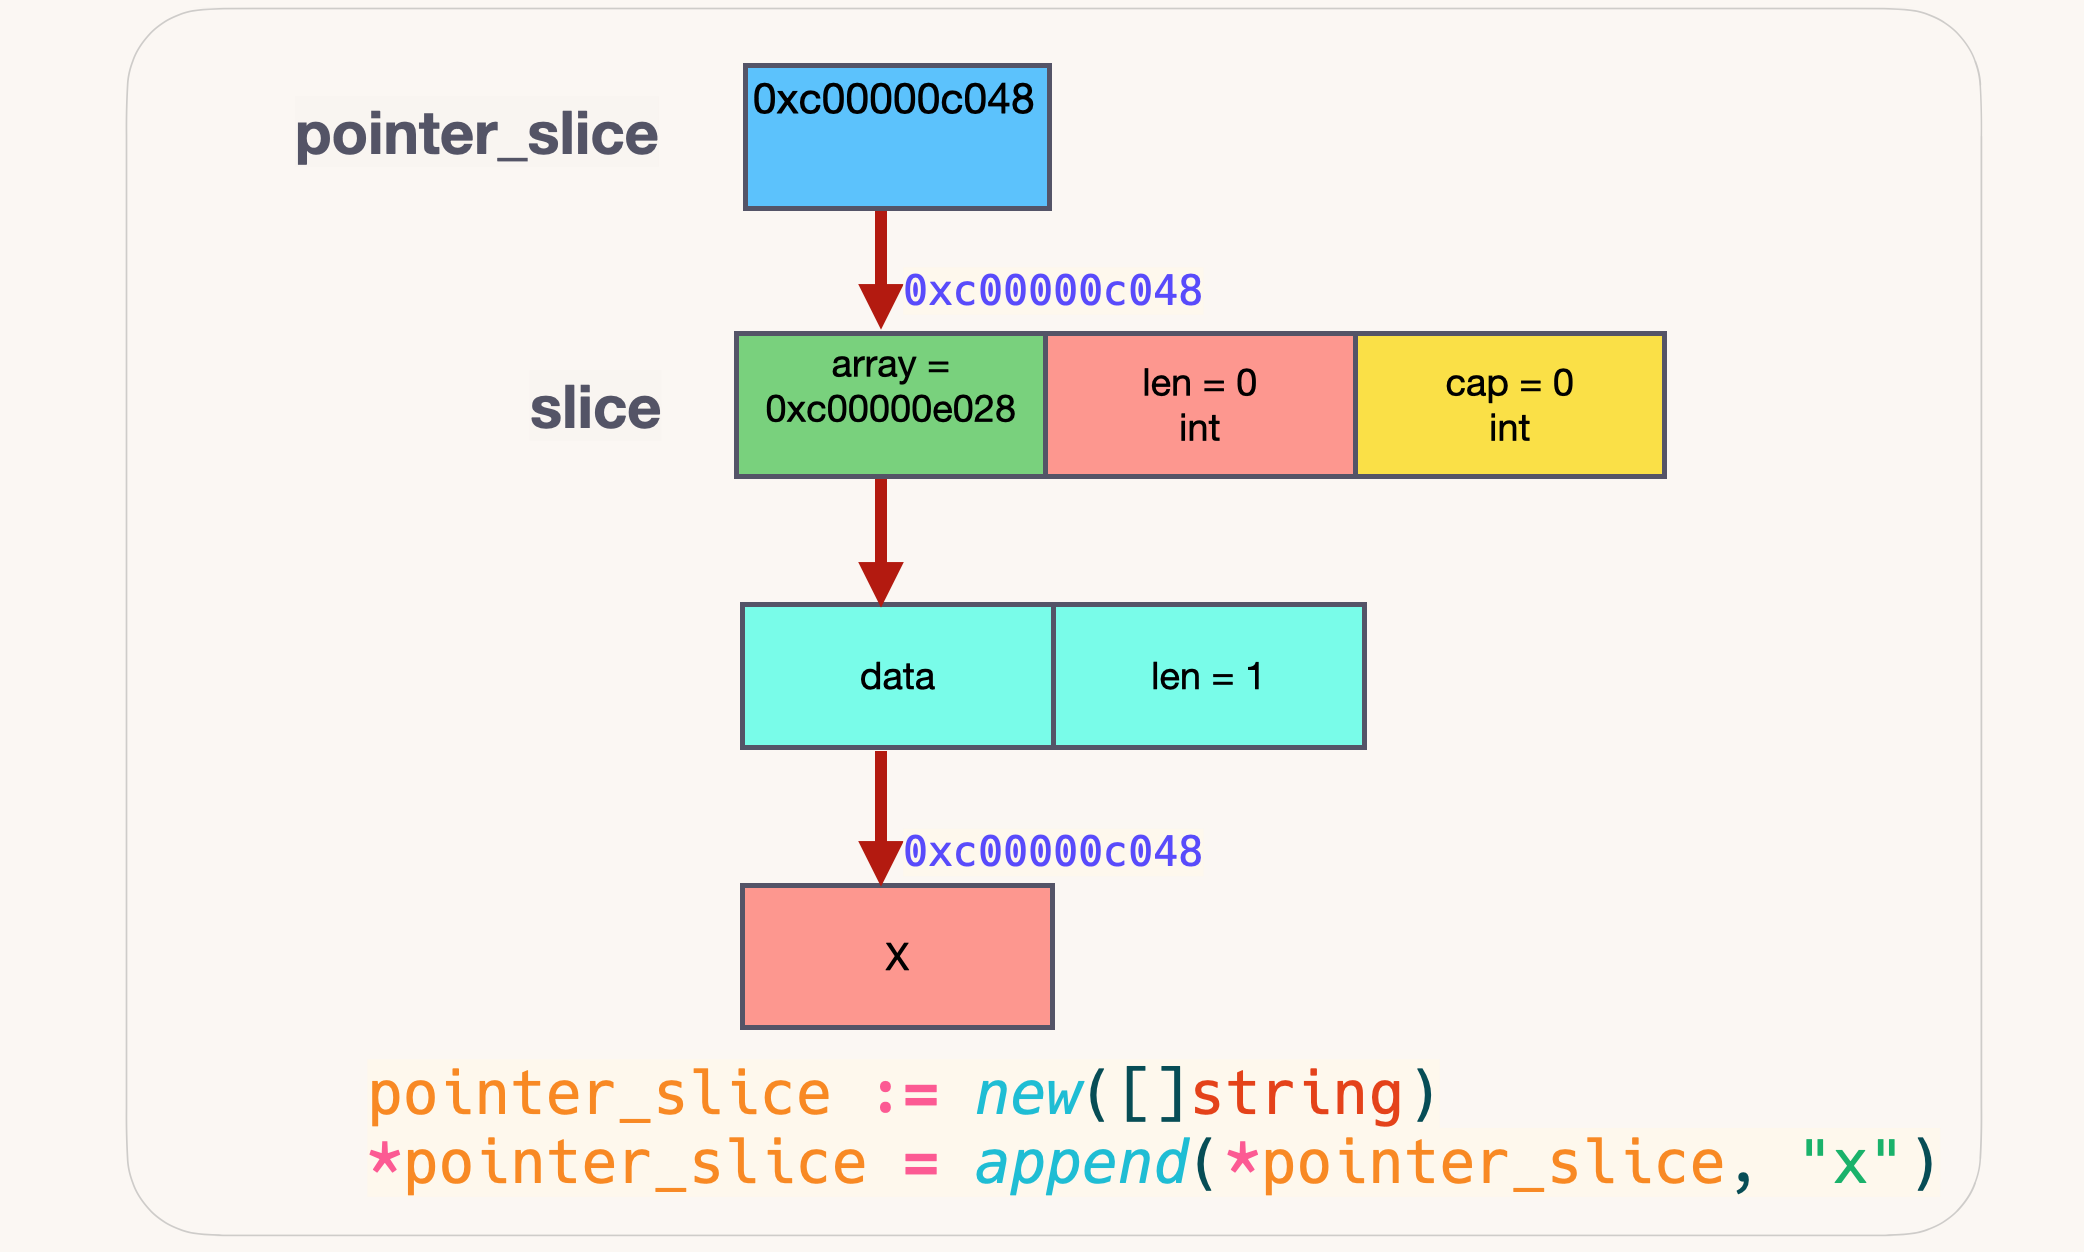 0xc00000c048
pointer_slice
0xc00000c048
array =
0xc00000e028
len = 0
int
cap = 0
int
slice
data
len = 1
0xc00000c048
x
pointer_slice := new([]string)
*pointer_slice = append(*pointer_slice, "x")